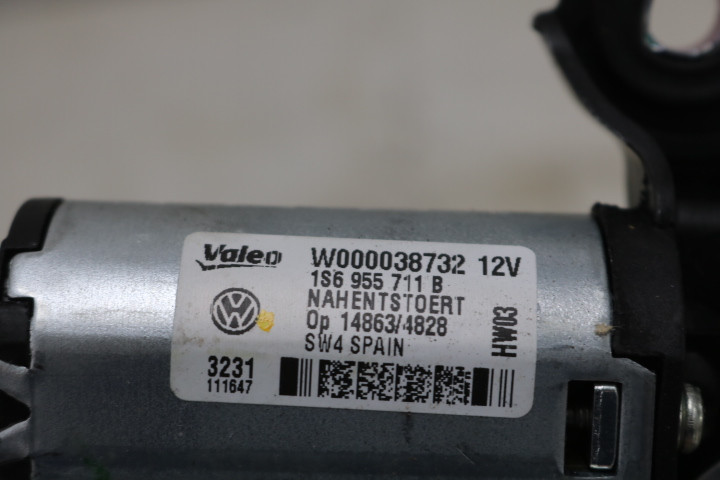 Valeo W000038732 12V
1S6 955 711 B
NAHENTSTOERT
Op 14863/4828
SW4 SPAIN
HW03
3231
111647